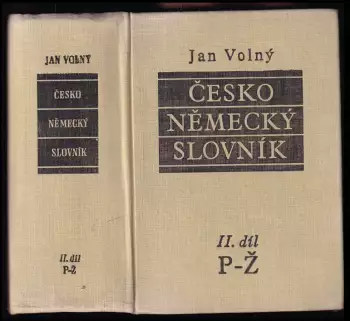 JAN VOLNÝ
ČESKO
NĚMECKÝ
SLOVNÍK
II. díl
P-Ž
Jan Volný
ČESKO
NĚMECKÝ
SLOVNÍK
II. díl
P-Ž